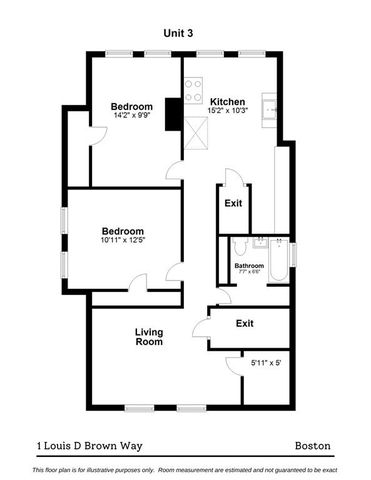 Unit 3
Bedroom
14'2" x 9'9"
Kitchen
15'2" x 10'3"
Exit
Bedroom
10'11" x 12'5"
Bathroom
7'7" x 6'6"
Living
Room
Exit
5'11" x 5'
1 Louis D Brown Way
Boston
This floor plan is for illustrative purposes only. Room measurement are estimated and not guaranteed to be exact